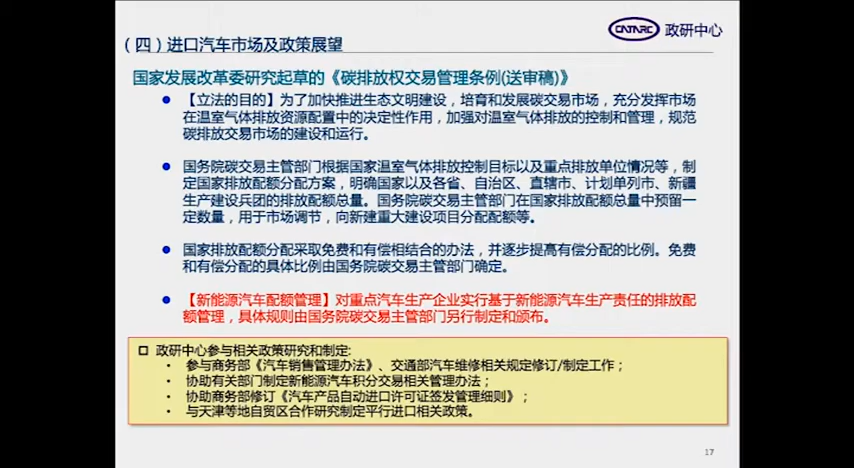 CATARC 政研中心
（四）进口汽车市场及政策展望
国家发展改革委研究起草的《碳排放权交易管理条例(送审稿)》
● 【立法的目的】为了加快推进生态文明建设，培育和发展碳交易市场，充分发挥市场
在温室气体排放资源配置中的决定性作用，加强对温室气体排放的控制和管理，规范
碳排放交易市场的建设和运行。
● 国务院碳交易主管部门根据国家温室气体排放控制目标以及重点排放单位情况等，制
定国家排放配额分配方案，明确国家以及各省、自治区、直辖市、计划单列市、新疆
生产建设兵团的排放配额总量。国务院碳交易主管部门在国家排放配额总量中预留一
定数量，用于市场调节，向新建重大建设项目分配配额等。
● 国家排放配额分配采取免费和有偿相结合的办法，并逐步提高有偿分配的比例。免费
和有偿分配的具体比例由国务院碳交易主管部门确定。
● 【新能源汽车配额管理】对重点汽车生产企业实行基于新能源汽车生产责任的排放配
额管理，具体规则由国务院碳交易主管部门另行制定和颁布。
□ 政研中心参与相关政策研究和制定:
• 参与商务部《汽车销售管理办法》、交通部汽车维修相关规定修订/制定工作；
• 协助有关部门制定新能源汽车积分交易相关管理办法；
• 协助商务部修订《汽车产品自动进口许可证签发管理细则》；
• 与天津等地自贸区合作研究制定平行进口相关政策。
17